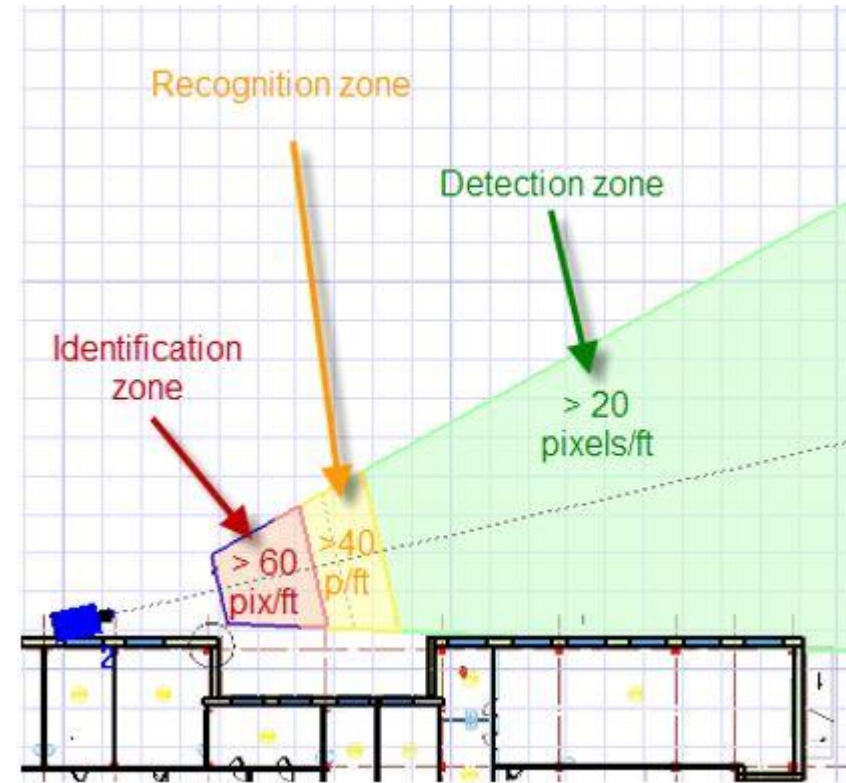 Recognition zone
Detection zone
Identification
zone
> 20
pixels/ft
>40
p/ft
> 60
pix/ft
2